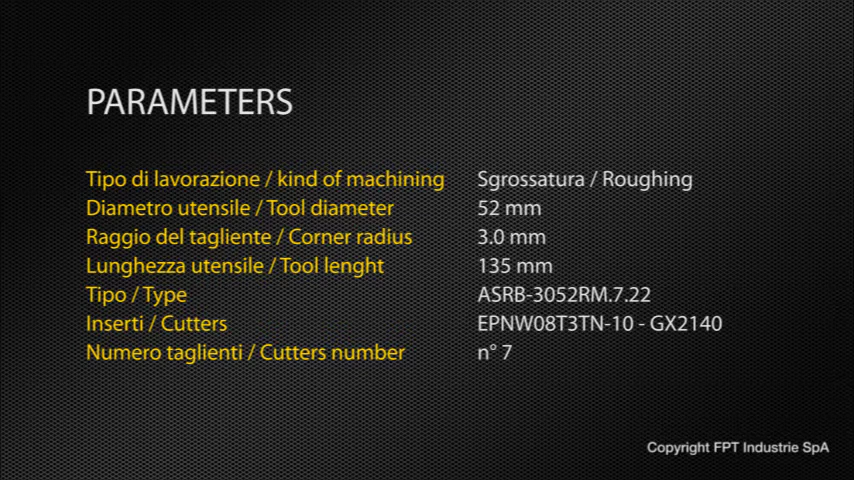 PARAMETERS
Tipo di lavorazione / kind of machining Sgrossatura / Roughing
Diametro utensile / Tool diameter 52 mm
Raggio del tagliente / Corner radius 3.0 mm
Lunghezza utensile / Tool lenght 135 mm
Tipo / Type ASRB-3052RM.7.22
Inserti / Cutters EPNW08T3TN-10 - GX2140
Numero taglienti / Cutters number n° 7
Copyright FPT Industrie SpA